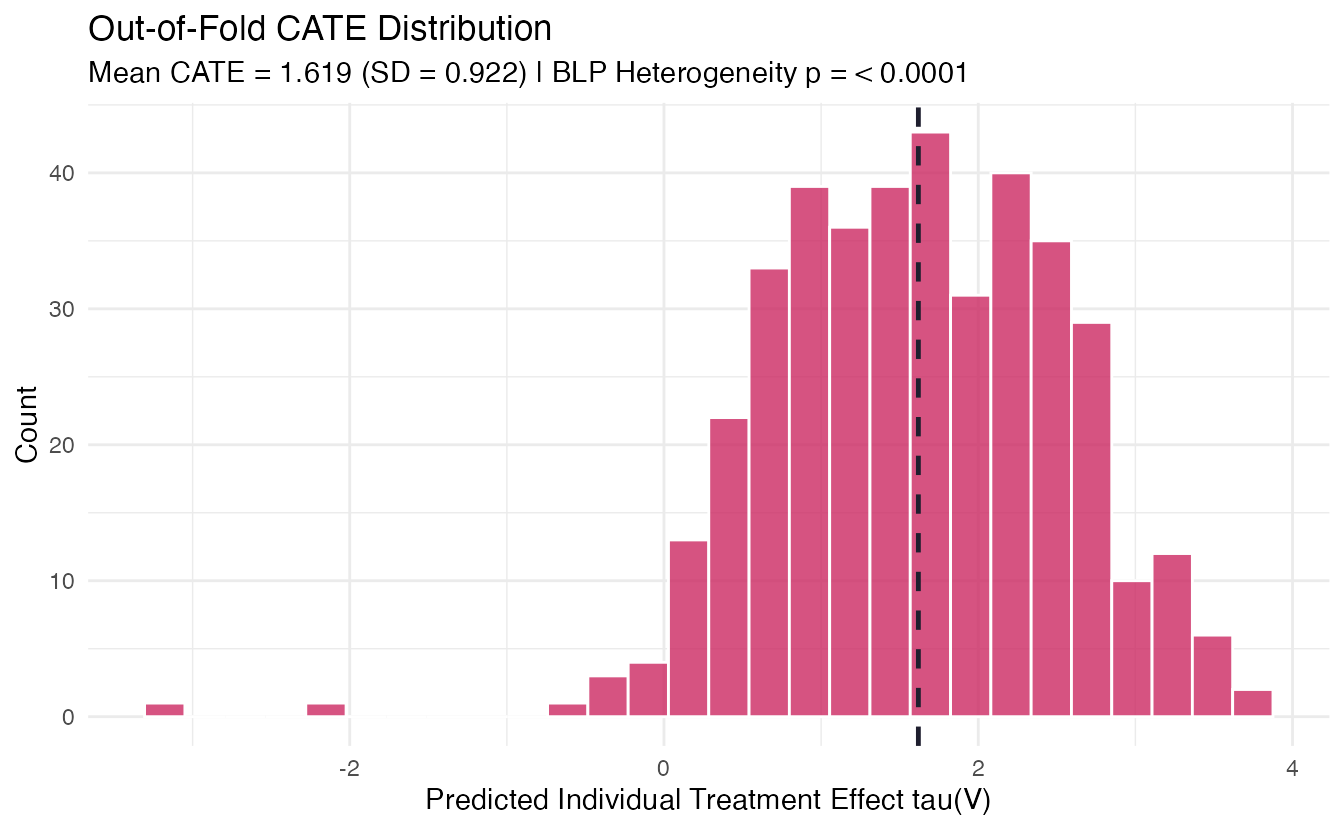 Out-of-Fold CATE Distribution
Mean CATE = 1.619 (SD = 0.922) | BLP Heterogeneity p = < 0.0001
Count
40
30
20
10
0
-2
0
2
4
Predicted Individual Treatment Effect tau(V)